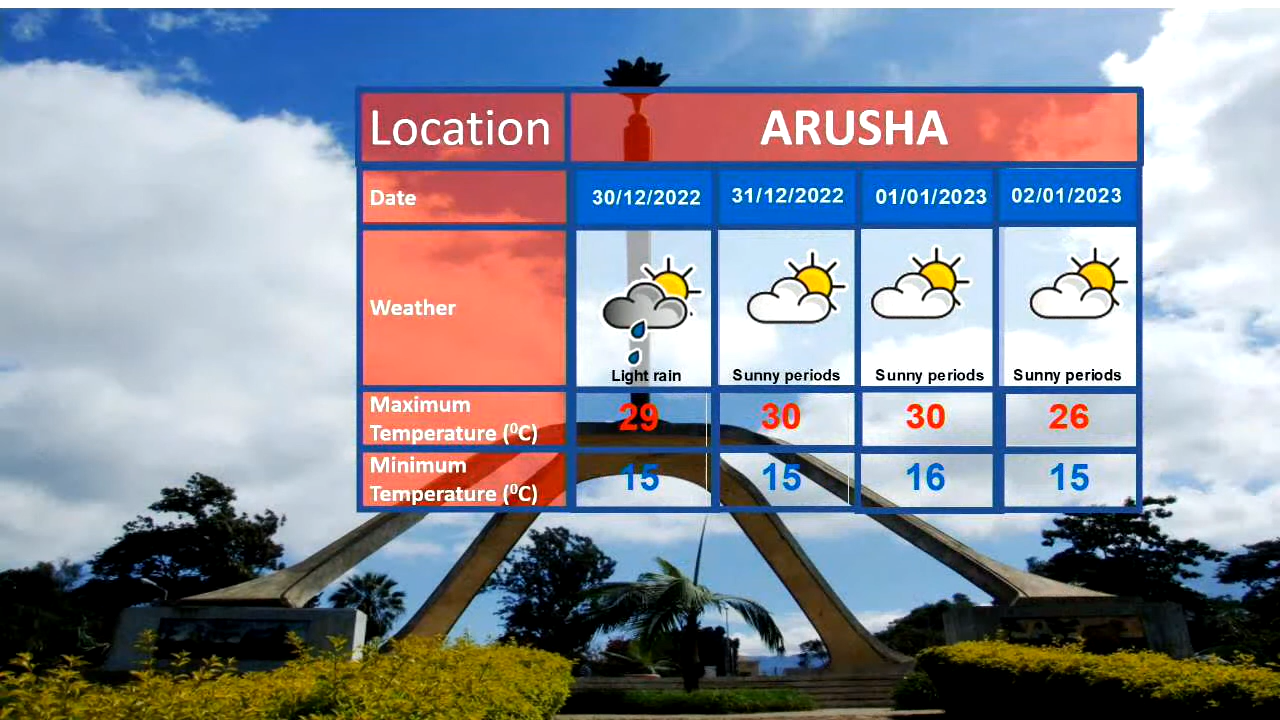 Location ARUSHA
Date 30/12/2022 31/12/2022 01/01/2023 02/01/2023
Weather
Light rain Sunny periods Sunny periods Sunny periods
Maximum
Temperature (⁰C) 29 30 30 26
Minimum
Temperature (⁰C) 15 15 16 15